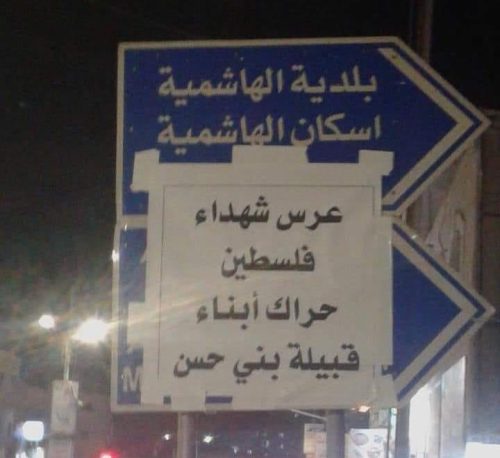 بلدية الهاشمية
اسكان الهاشمية
عرس شهداء
فلسطين
حراك أبناء
قبيلة بني حسن
M